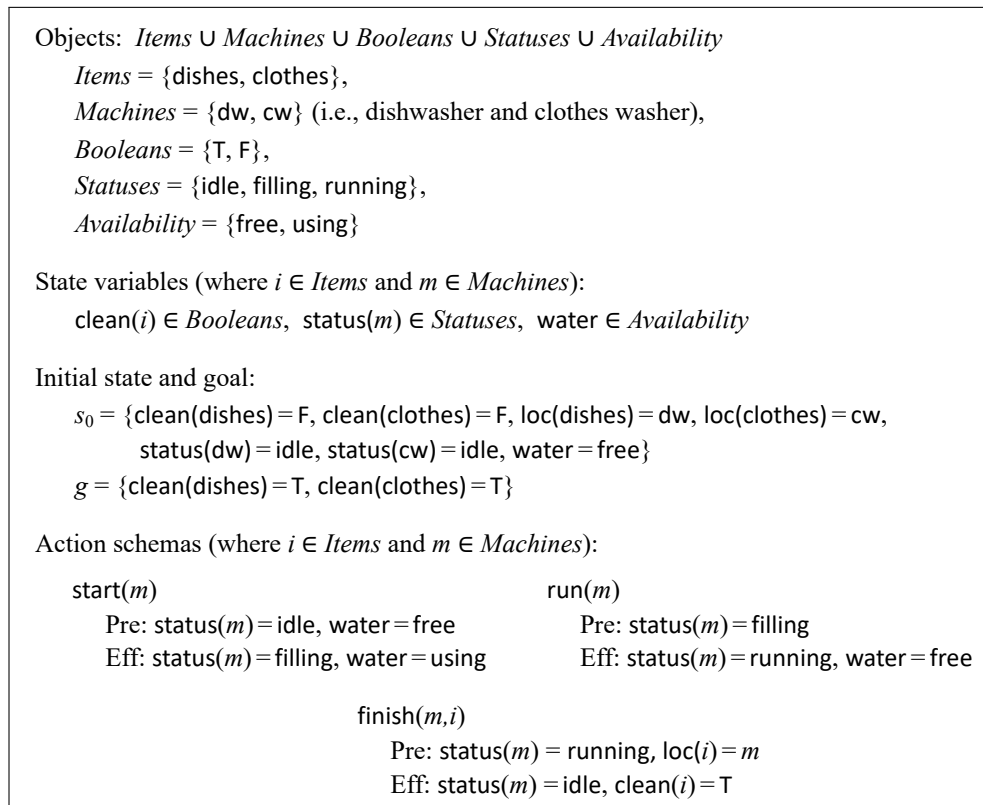 Objects: Items ∪ Machines ∪ Booleans ∪ Statuses ∪ Availability
Items = {dishes, clothes},
Machines = {dw, cw} (i.e., dishwasher and clothes washer),
Booleans = {T, F},
Statuses = {idle, filling, running},
Availability = {free, using}
State variables (where i ∈ Items and m ∈ Machines):
clean(i) ∈ Booleans, status(m) ∈ Statuses, water ∈ Availability
Initial state and goal:
s₀ = {clean(dishes) = F, clean(clothes) = F, loc(dishes) = dw, loc(clothes) = cw,
status(dw) = idle, status(cw) = idle, water = free}
g = {clean(dishes) = T, clean(clothes) = T}
Action schemas (where i ∈ Items and m ∈ Machines):
start(m)
Pre: status(m) = idle, water = free
Eff: status(m) = filling, water = using
run(m)
Pre: status(m) = filling
Eff: status(m) = running, water = free
finish(m,i)
Pre: status(m) = running, loc(i) = m
Eff: status(m) = idle, clean(i) = T